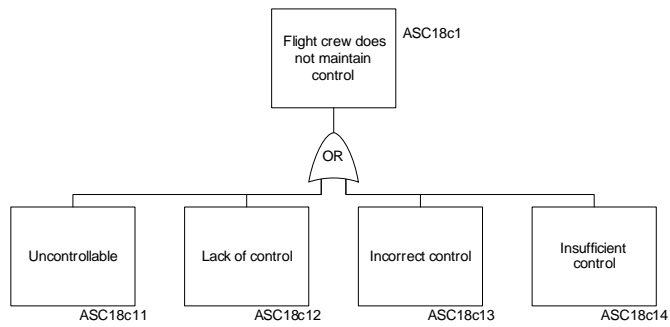 Flight crew does
not maintain
control
ASC18c1
OR
Uncontrollable
Lack of control
Incorrect control
Insufficient
control
ASC18c11
ASC18c12
ASC18c13
ASC18c14